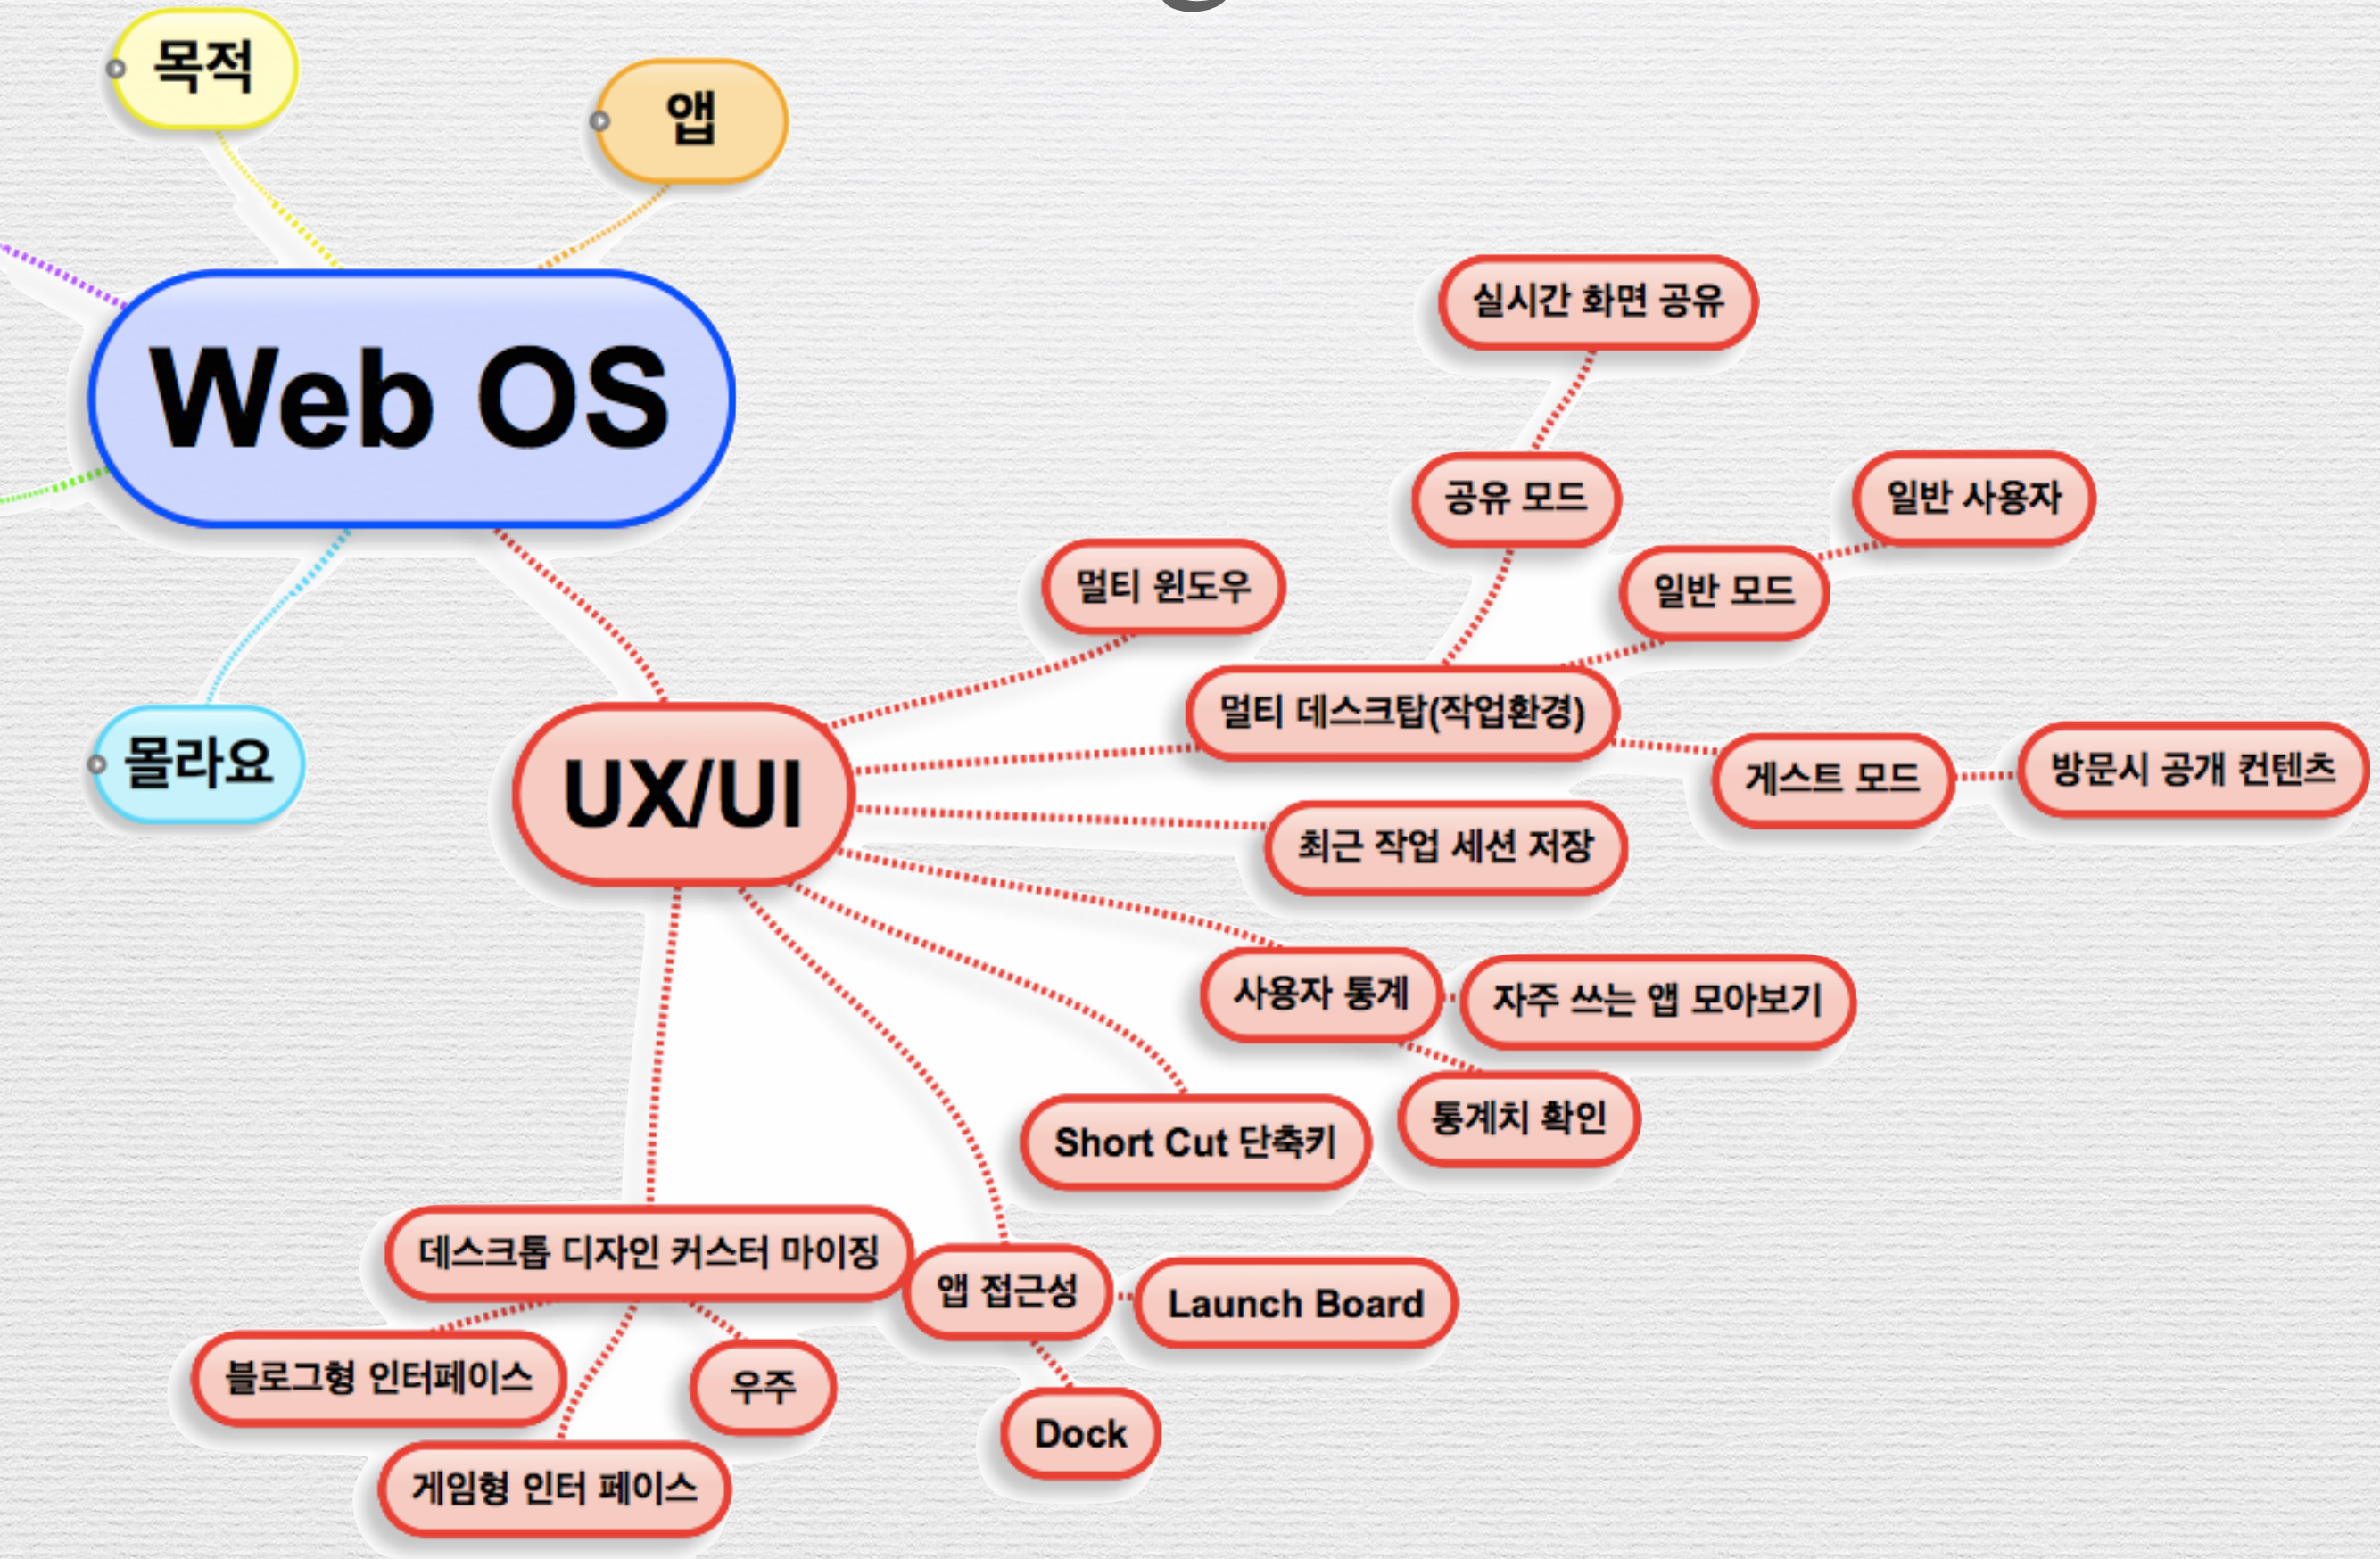 목적
앱
Web OS
실시간 화면 공유
공유 모드
일반 사용자
멀티 윈도우
일반 모드
멀티 데스크탑(작업환경)
몰라요
UX/UI
게스트 모드
방문시 공개 컨텐츠
최근 작업 세션 저장
사용자 통계
자주 쓰는 앱 모아보기
Short Cut 단축키
통계치 확인
데스크톱 디자인 커스터 마이징
앱 접근성
Launch Board
블로그형 인터페이스
우주
Dock
게임형 인터 페이스